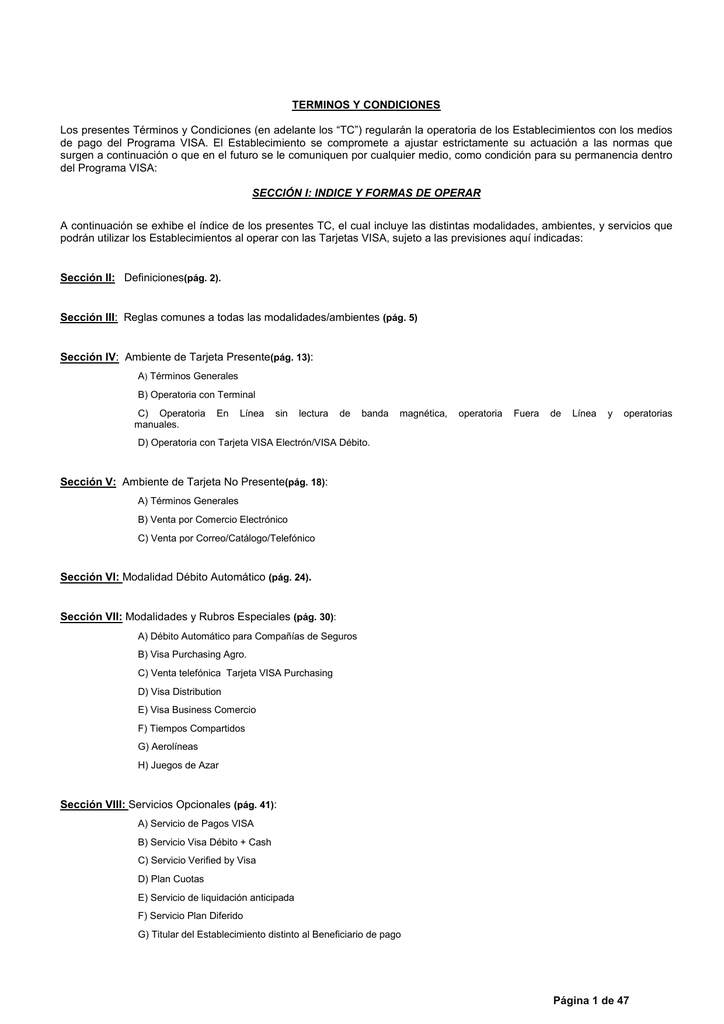 TERMINOS Y CONDICIONES
Los presentes Términos y Condiciones (en adelante los “TC”) regularán la operatoria de los Establecimientos con los medios
de pago del Programa VISA. El Establecimiento se compromete a ajustar estrictamente su actuación a las normas que
surgen a continuación o que en el futuro se le comuniquen por cualquier medio, como condición para su permanencia dentro
del Programa VISA:
SECCIÓN I: INDICE Y FORMAS DE OPERAR
A continuación se exhibe el índice de los presentes TC, el cual incluye las distintas modalidades, ambientes, y servicios que
podrán utilizar los Establecimientos al operar con las Tarjetas VISA, sujeto a las previsiones aquí indicadas:
Sección II: Definiciones(pág. 2).
Sección III: Reglas comunes a todas las modalidades/ambientes (pág. 5)
Sección IV: Ambiente de Tarjeta Presente(pág. 13):
A) Términos Generales
B) Operatoria con Terminal
C) Operatoria En Línea sin lectura de banda magnética, operatoria Fuera de Línea y operatorias
manuales.
D) Operatoria con Tarjeta VISA Electrón/VISA Débito.
Sección V: Ambiente de Tarjeta No Presente(pág. 18):
A) Términos Generales
B) Venta por Comercio Electrónico
C) Venta por Correo/Catálogo/Telefónico
Sección VI: Modalidad Débito Automático (pág. 24).
Sección VII: Modalidades y Rubros Especiales (pág. 30):
A) Débito Automático para Compañías de Seguros
B) Visa Purchasing Agro.
C) Venta telefónica Tarjeta VISA Purchasing
D) Visa Distribution
E) Visa Business Comercio
F) Tiempos Compartidos
G) Aerolíneas
H) Juegos de Azar
Sección VIII: Servicios Opcionales (pág. 41):
A) Servicio de Pagos VISA
B) Servicio Visa Débito + Cash
C) Servicio Verified by Visa
D) Plan Cuotas
E) Servicio de liquidación anticipada
F) Servicio Plan Diferido
G) Titular del Establecimiento distinto al Beneficiario de pago
Página 1 de 47